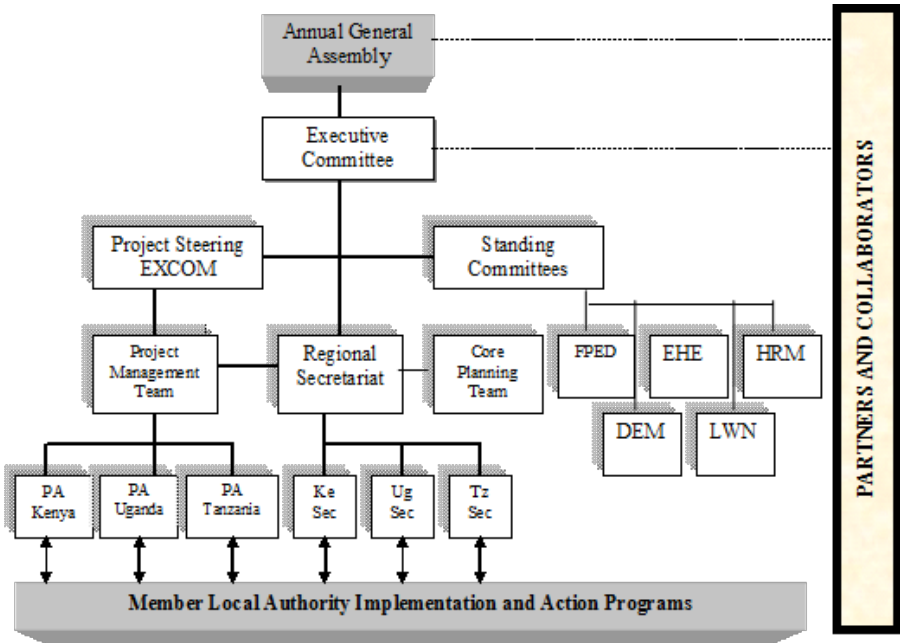 Annual General
Assembly
Executive
Committee
Project Steering
EXCOM
Standing
Committees
Project
Management
Team
Regional
Secretariat
Core
Planning
Team
FPED
EHE
HRM
DEM
LWN
PA
Kenya
PA
Uganda
PA
Tanzania
Ke
Sec
Ug
Sec
Tz
Sec
Member Local Authority Implementation and Action Programs
PARTNERS AND COLLABORATORS